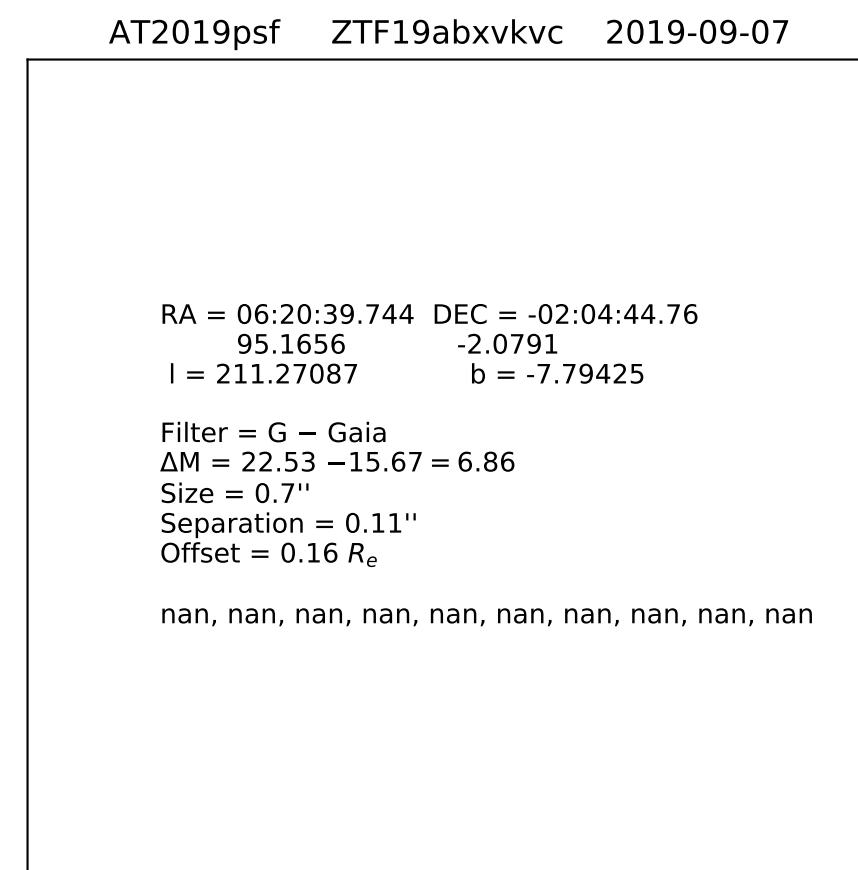 AT2019psf ZTF19abxvkvc 2019-09-07
RA = 06:20:39.744 DEC = -02:04:44.76
95.1656 -2.0791
l = 211.27087 b = -7.79425
Filter = G − Gaia
ΔM = 22.53 −15.67 = 6.86
Size = 0.7''
Separation = 0.11''
Offset = 0.16 Rₑ
nan, nan, nan, nan, nan, nan, nan, nan, nan, nan